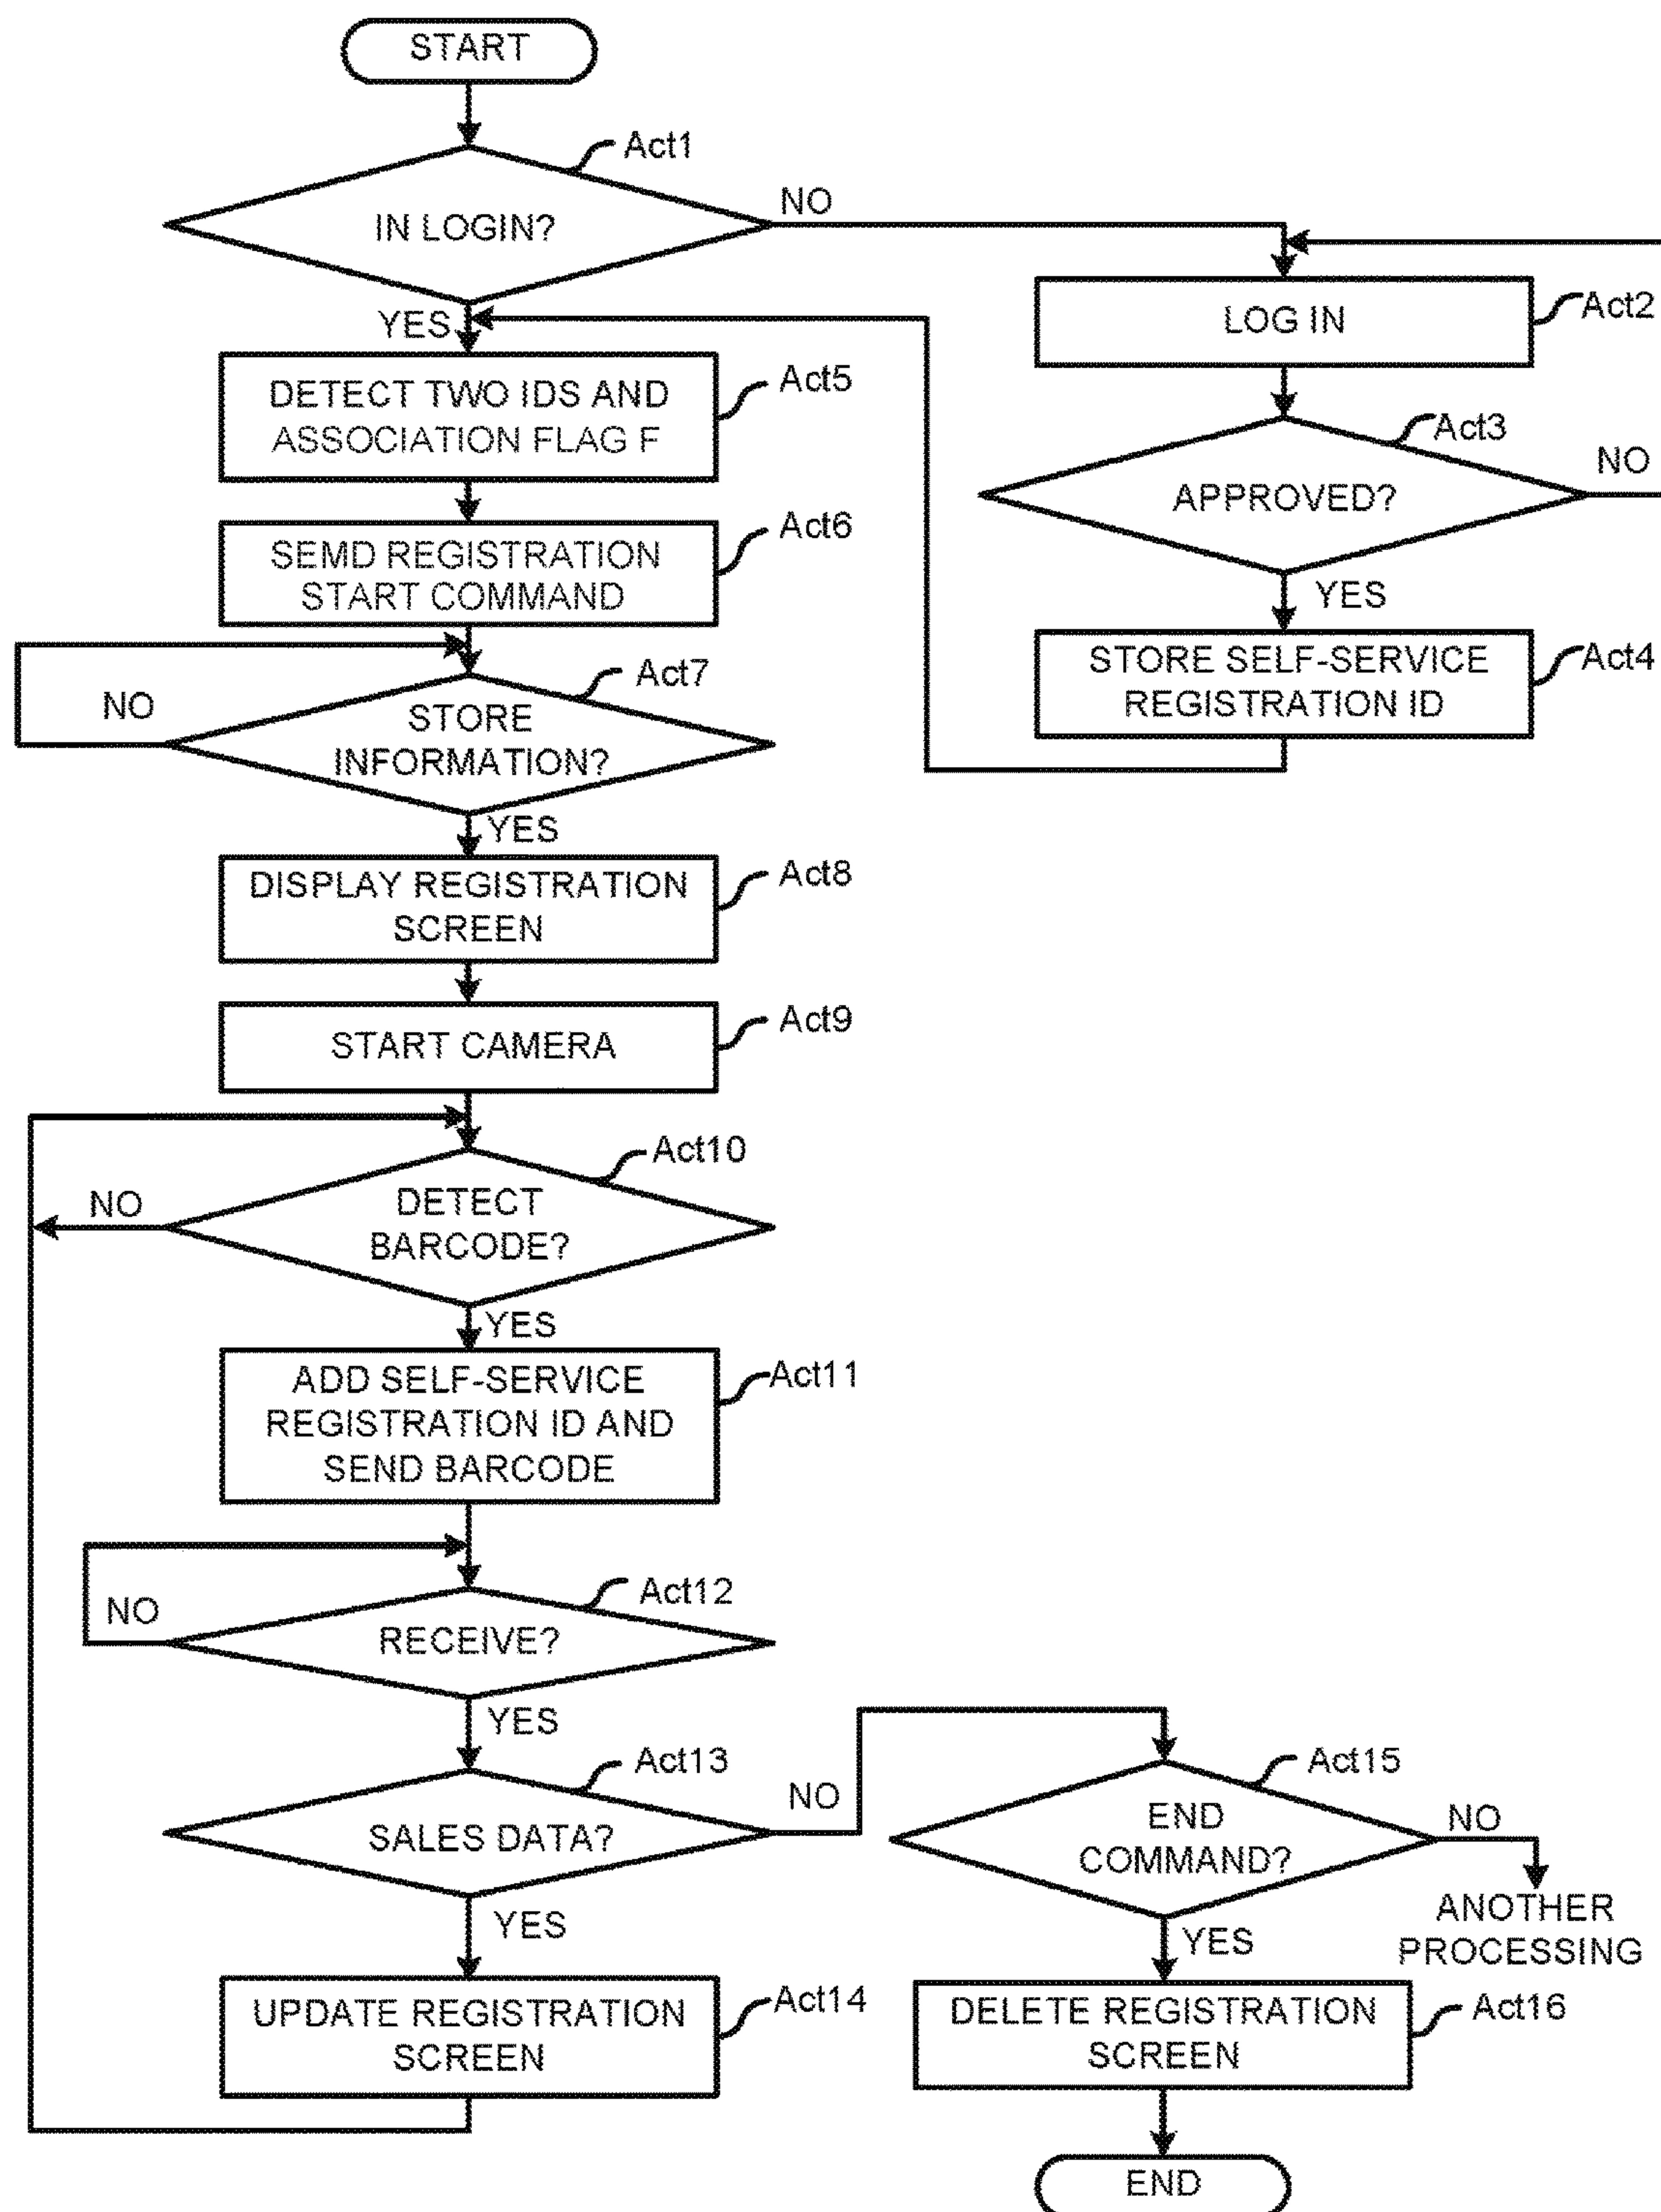 START
Act1
IN LOGIN?
NO
YES
LOG IN
Act2
Act3
APPROVED?
NO
YES
STORE SELF-SERVICE
REGISTRATION ID
Act4
DETECT TWO IDS AND
ASSOCIATION FLAG F
Act5
SEMD REGISTRATION
START COMMAND
Act6
Act7
STORE
INFORMATION?
NO
YES
DISPLAY REGISTRATION
SCREEN
Act8
START CAMERA
Act9
Act10
DETECT
BARCODE?
NO
YES
ADD SELF-SERVICE
REGISTRATION ID AND
SEND BARCODE
Act11
Act12
RECEIVE?
NO
YES
Act13
SALES DATA?
NO
YES
UPDATE REGISTRATION
SCREEN
Act14
Act15
END
COMMAND?
NO
ANOTHER
PROCESSING
YES
DELETE REGISTRATION
SCREEN
Act16
END